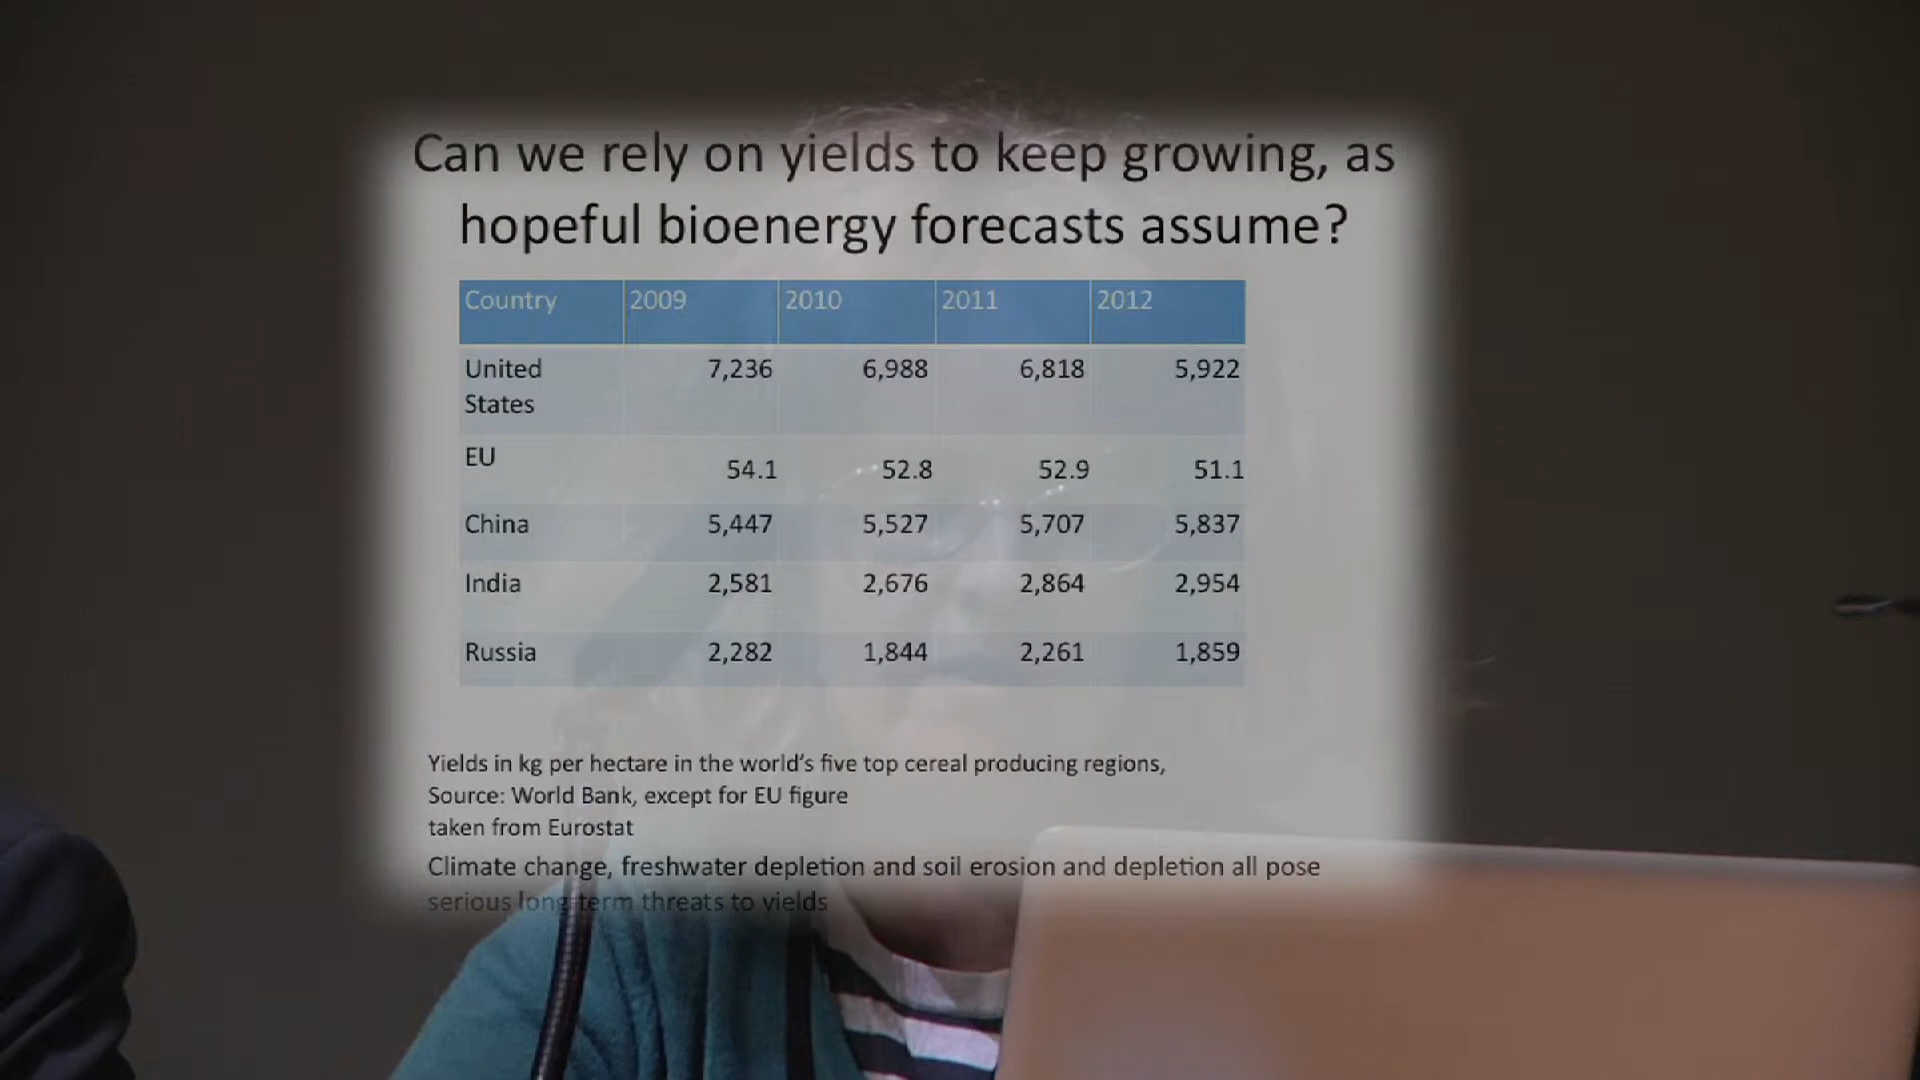 Can we rely on yields to keep growing, as
hopeful bioenergy forecasts assume?
Country 2009 2010 2011 2012
United States 7,236 6,988 6,818 5,922
EU 54.1 52.8 52.9 51.1
China 5,447 5,527 5,707 5,837
India 2,581 2,676 2,864 2,954
Russia 2,282 1,844 2,261 1,859
Yields in kg per hectare in the world's five top cereal producing regions,
Source: World Bank, except for EU figure
taken from Eurostat
Climate change, freshwater depletion and soil erosion and depletion all pose
serious long-term threats to yields